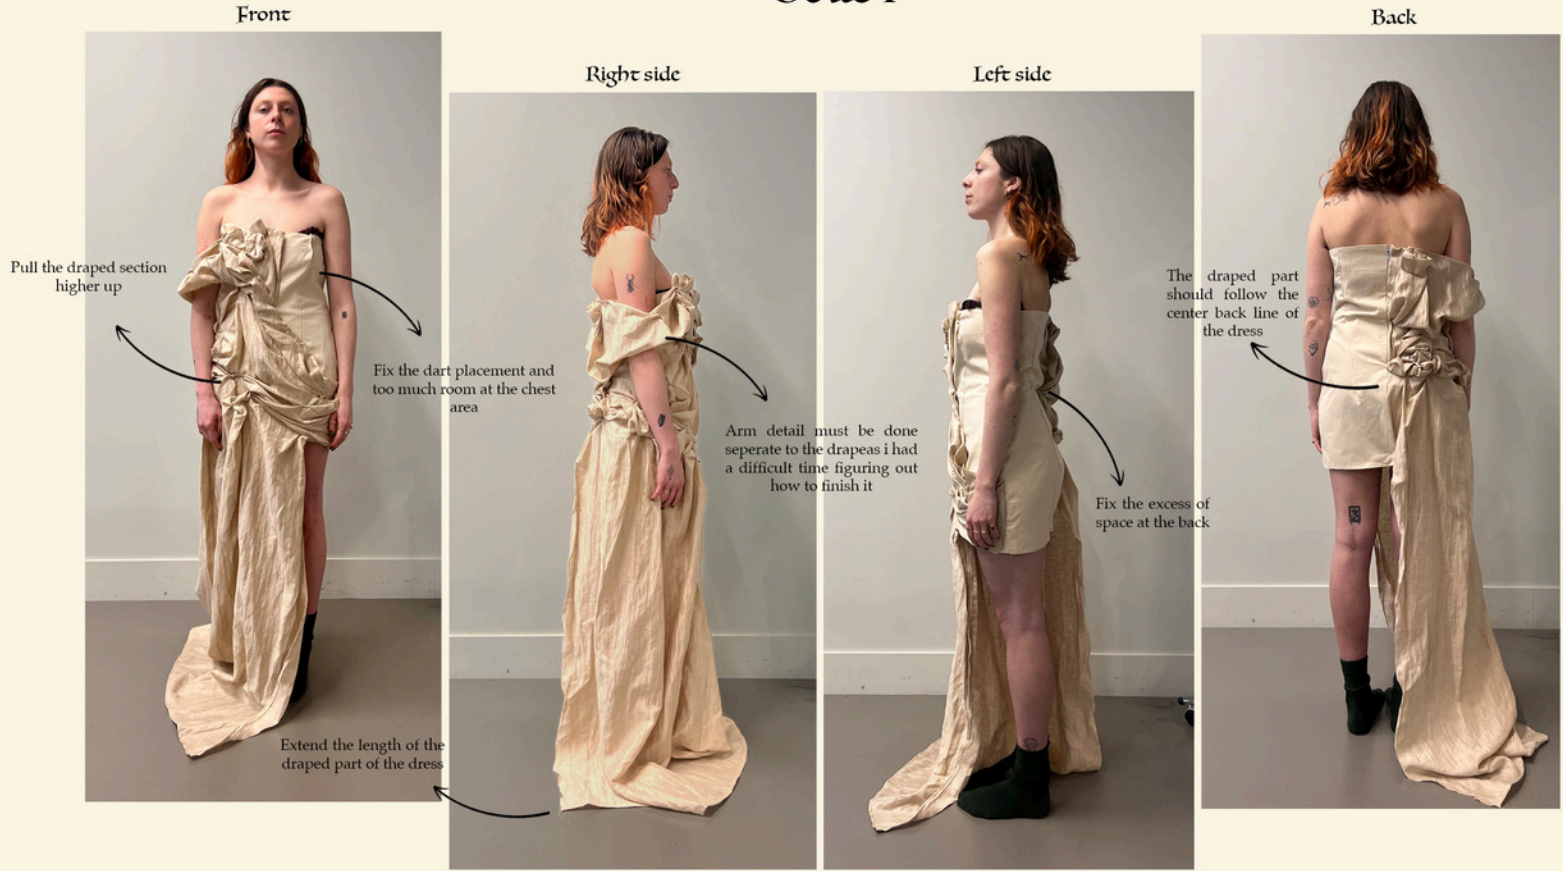 Front
Right side
Left side
Back
Pull the draped section
higher up
Fix the dart placement and
too much room at the chest
area
Extend the length of the
draped part of the dress
Arm detail must be done
seperate to the drapeas i had
a difficult time figuring out
how to finish it
Fix the excess of
space at the back
The draped part
should follow the
center back line of
the dress